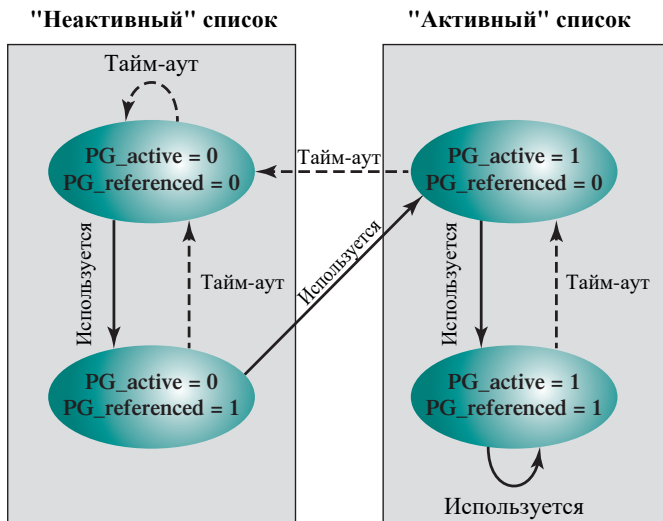 "Неактивный" список
"Активный" список
Тайм-аут
PG_active = 0
PG_referenced = 0
Тайм-аут
PG_active = 1
PG_referenced = 0
Используется
Тайм-аут
Используется
Используется
Тайм-аут
PG_active = 0
PG_referenced = 1
PG_active = 1
PG_referenced = 1
Используется